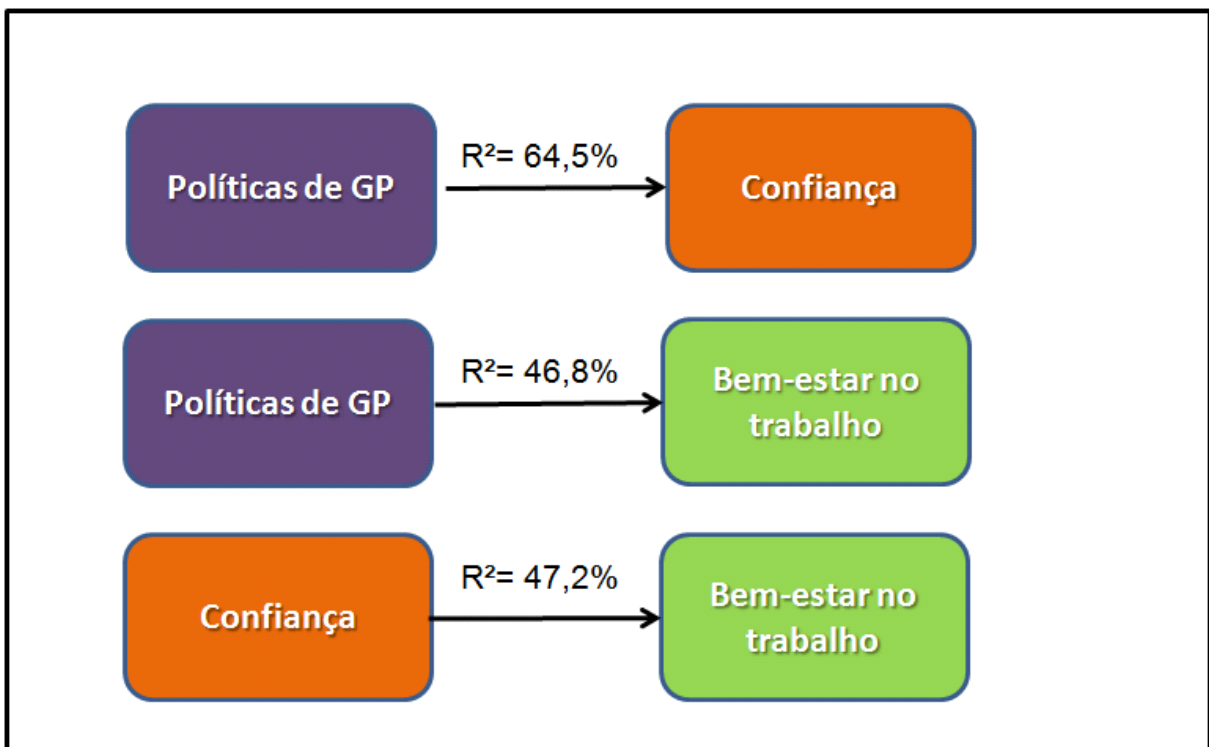 Políticas de GP
R²= 64,5%
Confiança
Políticas de GP
R²= 46,8%
Bem-estar no
trabalho
Confiança
R²= 47,2%
Bem-estar no
trabalho